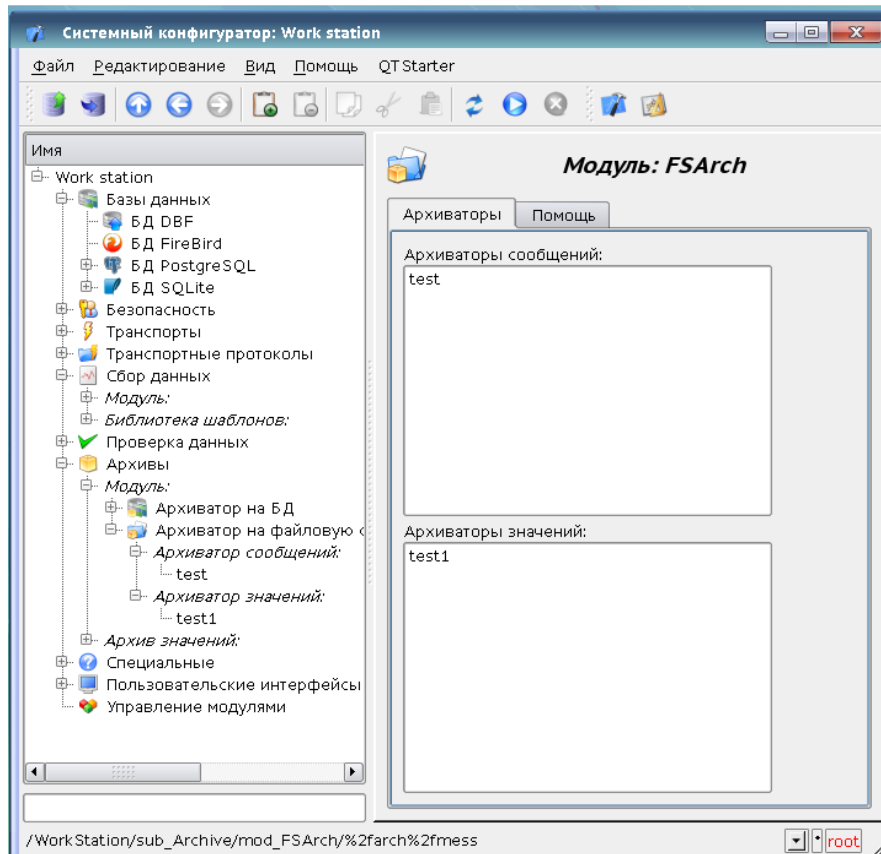 Системный конфигуратор: Work station
Файл Редактирование Вид Помощь QTStarter
Имя
Work station
Базы данных
БД DBF
БД FireBird
БД PostgreSQL
БД SQLite
Безопасность
Транспорты
Транспортные протоколы
Сбор данных
Модуль:
Библиотека шаблонов:
Проверка данных
Архивы
Модуль:
Архиватор на БД
Архиватор на файловую
Архиватор сообщений:
test
Архиватор значений:
test1
Архив значений:
Специальные
Пользовательские интерфейсы
Управление модулями
Модуль: FSArch
Архиваторы Помощь
Архиваторы сообщений:
test
Архиваторы значений:
test1
/WorkStation/sub_Archive/mod_FSArch/%2farch%2fmess
* root